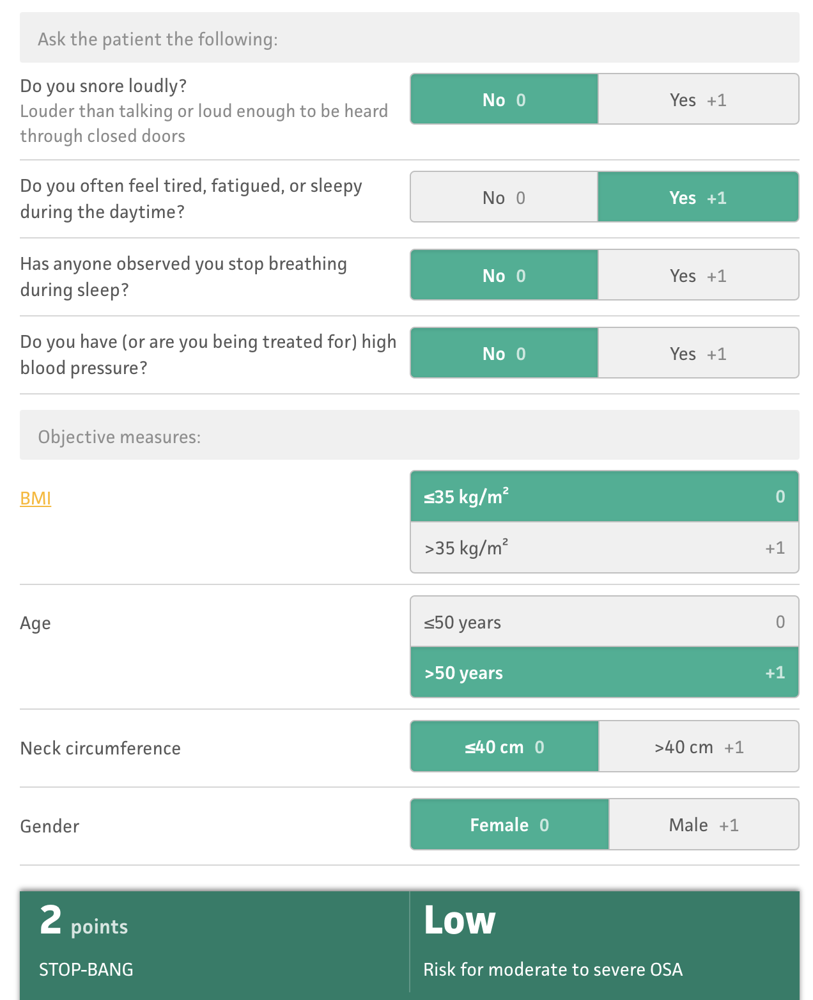 Ask the patient the following:
Do you snore loudly?
Louder than talking or loud enough to be heard
through closed doors
No 0 Yes +1
Do you often feel tired, fatigued, or sleepy
during the daytime?
No 0 Yes +1
Has anyone observed you stop breathing
during sleep?
No 0 Yes +1
Do you have (or are you being treated for) high
blood pressure?
No 0 Yes +1
Objective measures:
BMI
≤35 kg/m² 0
>35 kg/m² +1
Age
≤50 years 0
>50 years +1
Neck circumference
≤40 cm 0 >40 cm +1
Gender
Female 0 Male +1
2 points
STOP-BANG
Low
Risk for moderate to severe OSA